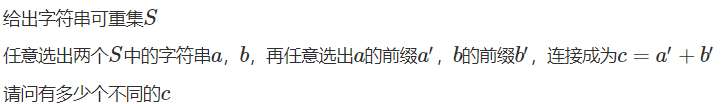 给出字符串可重集S
任意选出两个S中的字符串a，b，再任意选出a的前缀a'，b的前缀b'，连接成为c = a' + b'
请问有多少个不同的c